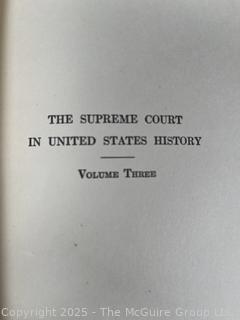 THE SUPREME COURT
IN UNITED STATES HISTORY
VOLUME THREE
Copyright 2025 - The McGuire Group LLC